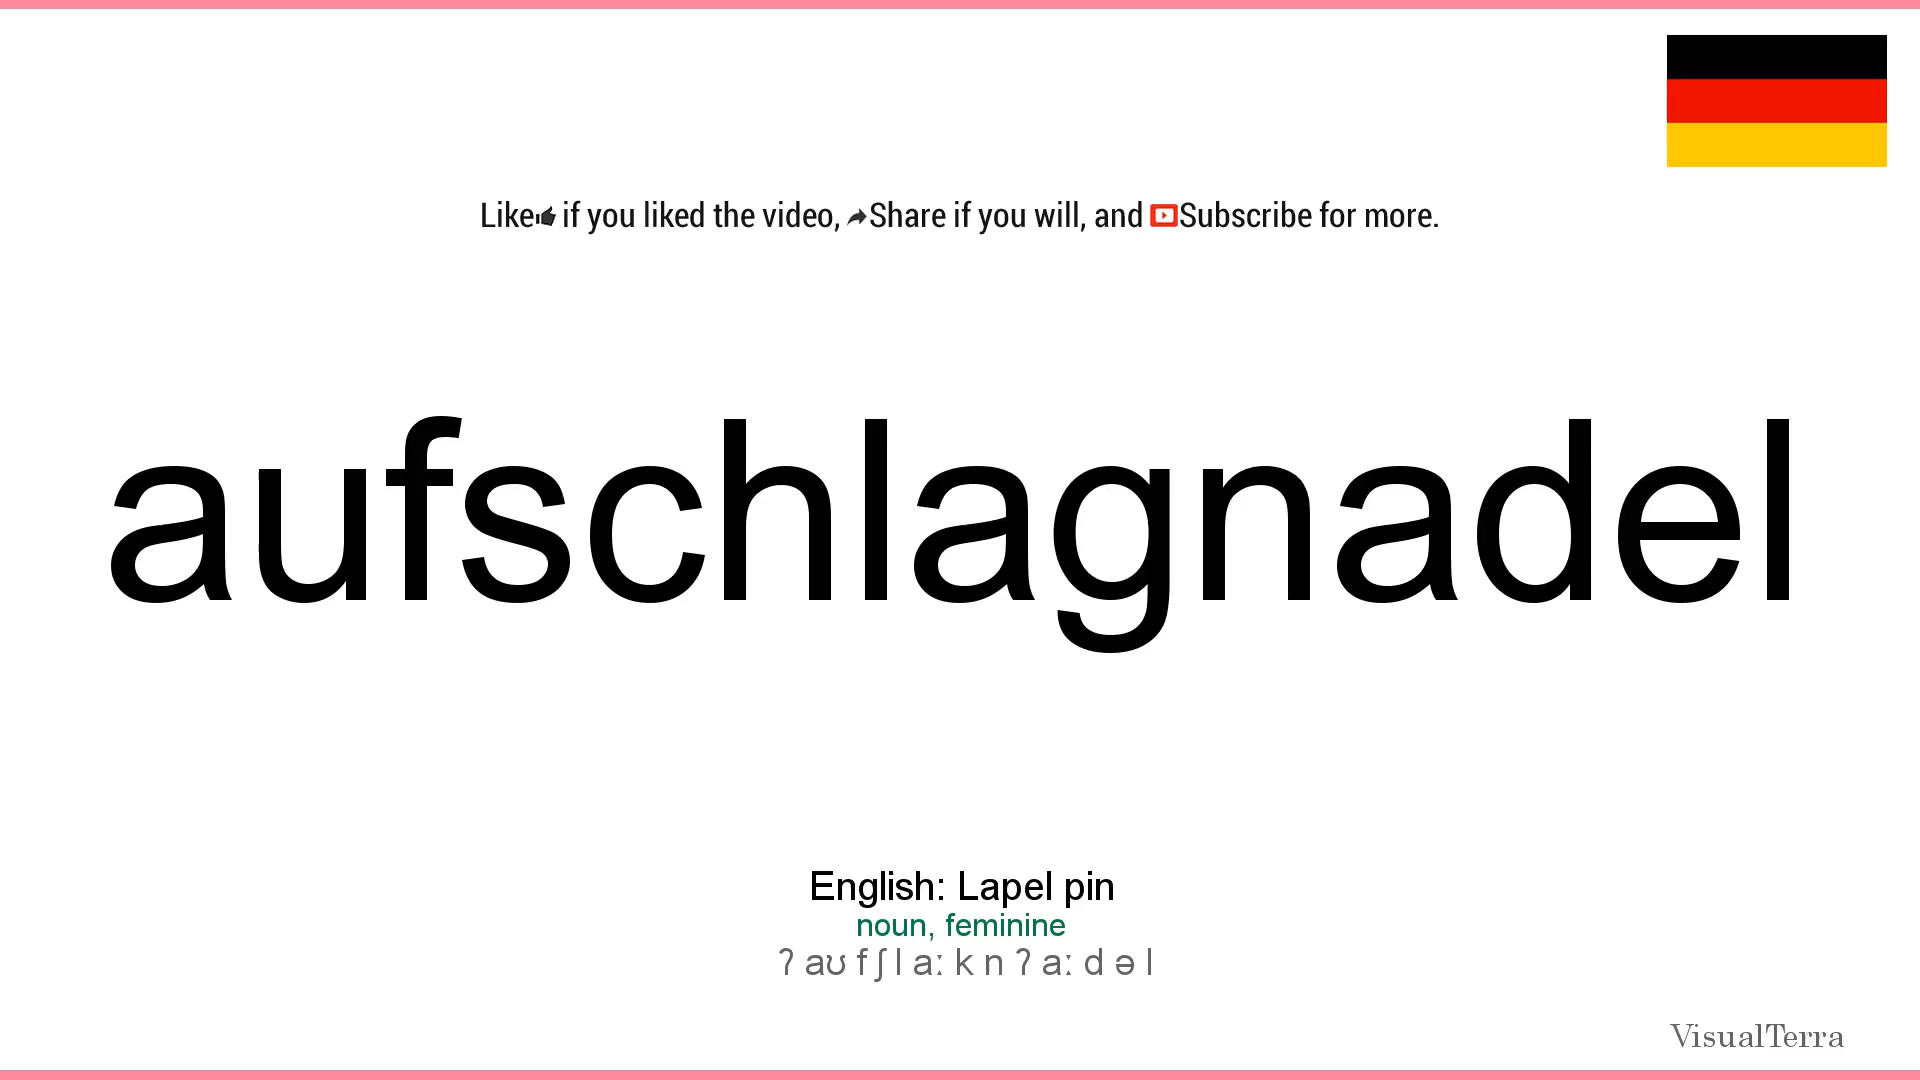 Like if you liked the video, Share if you will, and Subscribe for more.
aufschlagnadel
English: Lapel pin
noun, feminine
ʔ aʊ f ʃ l aː k n ʔ aː d ə l
VisualTerra